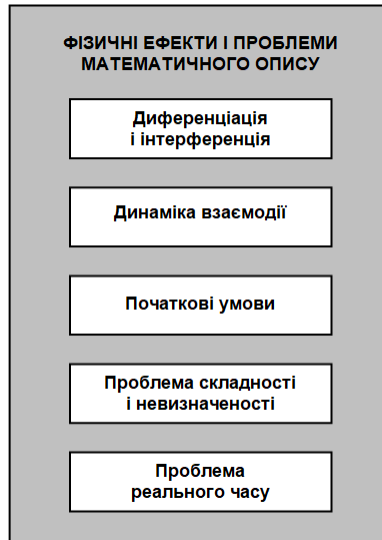 ФІЗИЧНІ ЕФЕКТИ І ПРОБЛЕМИ
МАТЕМАТИЧНОГО ОПИСУ
Диференціація
і інтерференція
Динаміка взаємодії
Початкові умови
Проблема складності
і невизначеності
Проблема
реального часу